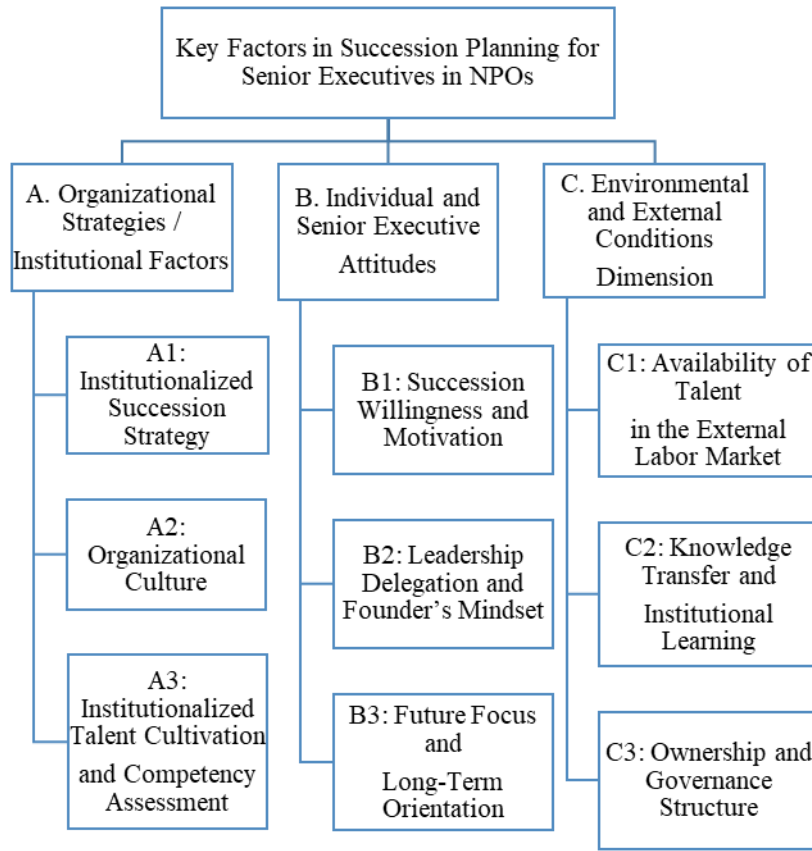 Key Factors in Succession Planning for
Senior Executives in NPOs
A. Organizational
Strategies /
Institutional Factors
B. Individual and
Senior Executive
Attitudes
C. Environmental
and External
Conditions
Dimension
A1:
Institutionalized
Succession
Strategy
A2:
Organizational
Culture
A3:
Institutionalized
Talent Cultivation
and Competency
Assessment
B1: Succession
Willingness and
Motivation
B2: Leadership
Delegation and
Founder's Mindset
B3: Future Focus
and
Long-Term
Orientation
C1: Availability of
Talent
in the External
Labor Market
C2: Knowledge
Transfer and
Institutional
Learning
C3: Ownership and
Governance
Structure